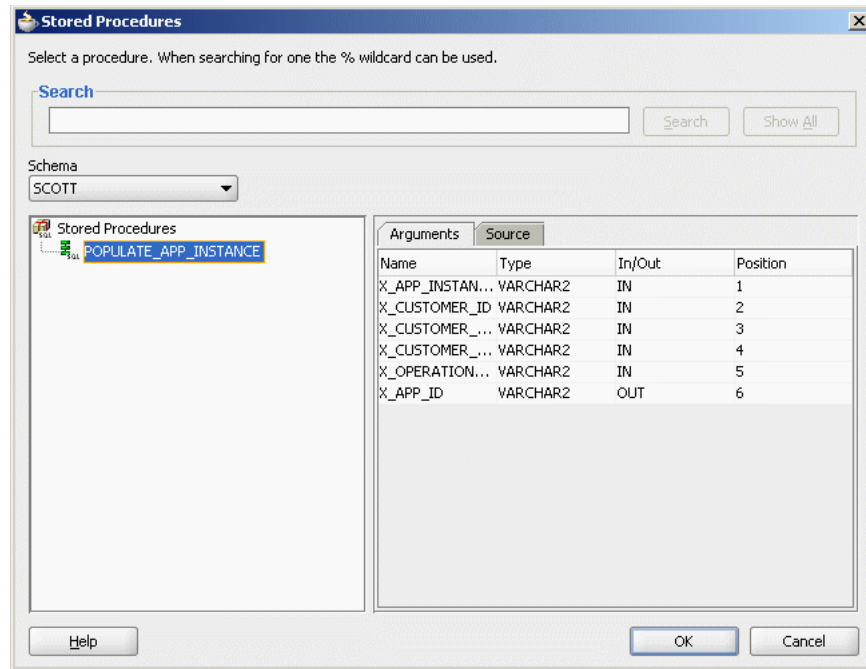 Stored Procedures
Select a procedure. When searching for one the % wildcard can be used.
Search
Search Show All
Schema
SCOTT
Stored Procedures
POPULATE_APP_INSTANCE
Arguments Source
Name Type In/Out Position
X_APP_INSTAN... VARCHAR2 IN 1
X_CUSTOMER_ID VARCHAR2 IN 2
X_CUSTOMER_... VARCHAR2 IN 3
X_CUSTOMER_... VARCHAR2 IN 4
X_OPERATION... VARCHAR2 IN 5
X_APP_ID VARCHAR2 OUT 6
Help OK Cancel